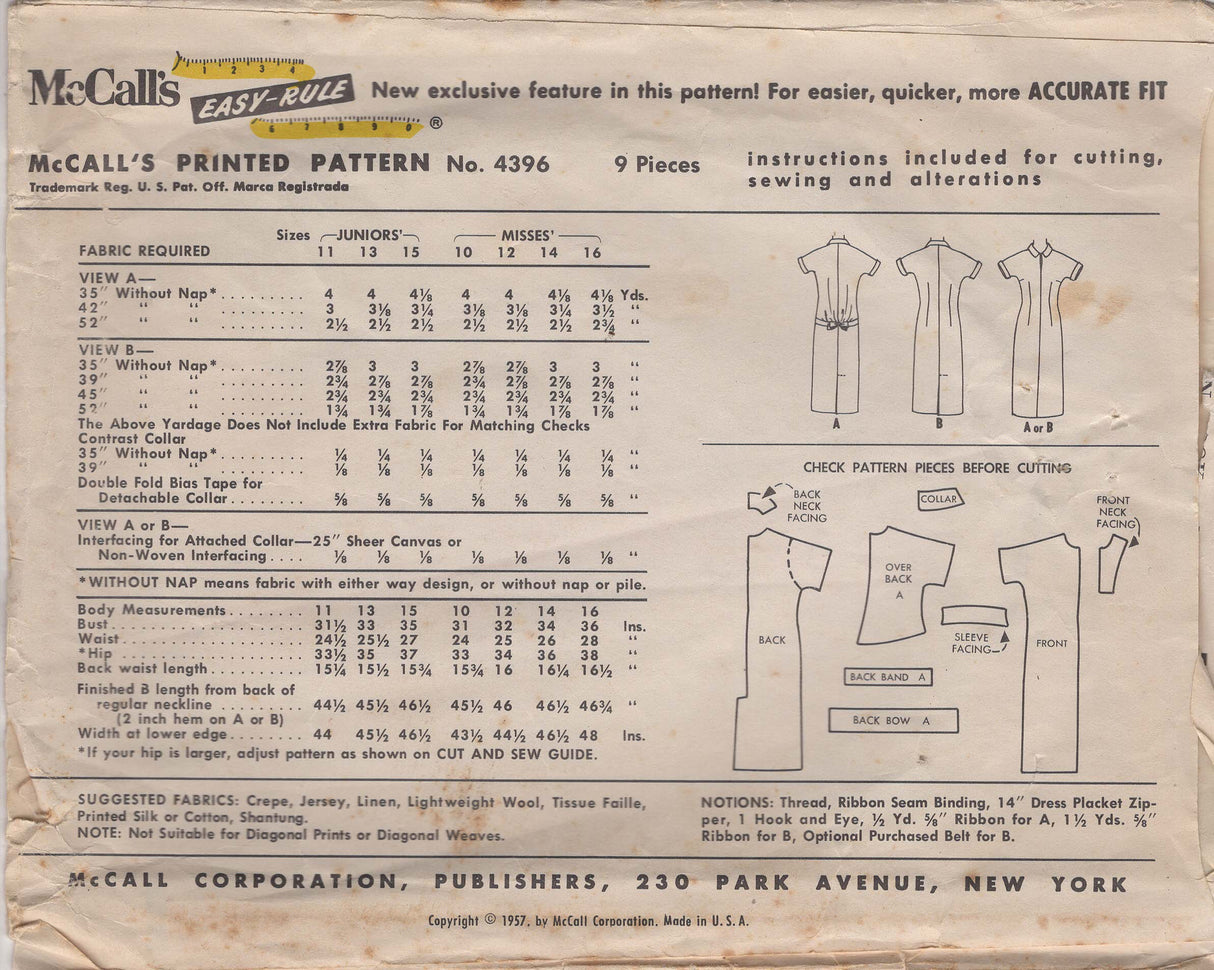 McCall's
1 2 3 4
EASY-RULE
6 7 8 9 0
®
New exclusive feature in this pattern! For easier, quicker, more ACCURATE FIT
McCALL'S PRINTED PATTERN No. 4396 9 Pieces
Trademark Reg. U. S. Pat. Off. Marca Registrada
instructions included for cutting,
sewing and alterations
Sizes JUNIORS' MISSES'
FABRIC REQUIRED 11 13 15 10 12 14 16
VIEW A—
35″ Without Nap* . . . . . . . . . 4 4 4⅛ 4 4 4⅛ 4⅛ Yds.
42″ “ “ . . . . . . . . . 3 3⅛ 3¼ 3⅛ 3⅛ 3¼ 3½ “
52″ “ “ . . . . . . . . . 2½ 2½ 2½ 2½ 2½ 2½ 2¾ “
VIEW B—
35″ Without Nap* . . . . . . . . . 2⅞ 3 3 2⅞ 2⅞ 3 3 “
39″ “ “ . . . . . . . . . 2¾ 2⅞ 2⅞ 2¾ 2⅞ 2⅞ 2⅞ “
45″ “ “ . . . . . . . . . 2¾ 2¾ 2¾ 2¾ 2¾ 2¾ 2¾ “
52″ “ “ . . . . . . . . . 1¾ 1¾ 1⅞ 1¾ 1¾ 1⅞ 1⅞ “
The Above Yardage Does Not Include Extra Fabric For Matching Checks
Contrast Collar
35″ Without Nap* . . . . . . . . . ¼ ¼ ¼ ¼ ¼ ¼ ¼ “
39″ “ “ . . . . . . . . . ⅛ ⅛ ⅛ ⅛ ⅛ ⅛ ⅛ “
Double Fold Bias Tape for
Detachable Collar . . . . . . . . ⅝ ⅝ ⅝ ⅝ ⅝ ⅝ ⅝ “
VIEW A or B—
Interfacing for Attached Collar—25″ Sheer Canvas or
Non-Woven Interfacing . . . . ⅛ ⅛ ⅛ ⅛ ⅛ ⅛ ⅛ “
*WITHOUT NAP means fabric with either way design, or without nap or pile.
Body Measurements . . . . . . . . 11 13 15 10 12 14 16
Bust . . . . . . . . . . . . . . . . . . . . . 31½ 33 35 31 32 34 36 Ins.
Waist . . . . . . . . . . . . . . . . . . . . 24½ 25½ 27 24 25 26 28 “
*Hip . . . . . . . . . . . . . . . . . . . . . 33½ 35 37 33 34 36 38 “
Back waist length . . . . . . . . . . 15¼ 15½ 15¾ 15¾ 16 16¼ 16½ “
Finished B length from back of
regular neckline . . . . . . . . . 44½ 45½ 46½ 45½ 46 46½ 46¾ “
(2 inch hem on A or B)
Width at lower edge . . . . . . . . 44 45½ 46½ 43½ 44½ 46½ 48 Ins.
*If your hip is larger, adjust pattern as shown on CUT AND SEW GUIDE.
A B A or B
CHECK PATTERN PIECES BEFORE CUTTING
BACK
NECK
FACING
COLLAR
FRONT
NECK
FACING
OVER
BACK
A
BACK
SLEEVE
FACING
FRONT
BACK BAND A
BACK BOW A
SUGGESTED FABRICS: Crepe, Jersey, Linen, Lightweight Wool, Tissue Faille,
Printed Silk or Cotton, Shantung.
NOTE: Not Suitable for Diagonal Prints or Diagonal Weaves.
NOTIONS: Thread, Ribbon Seam Binding, 14″ Dress Placket Zip-
per, 1 Hook and Eye, ½ Yd. ⅝″ Ribbon for A, 1½ Yds. ⅝″
Ribbon for B, Optional Purchased Belt for B.
McCALL CORPORATION, PUBLISHERS, 230 PARK AVENUE, NEW YORK
Copyright © 1957, by McCall Corporation. Made in U. S. A.